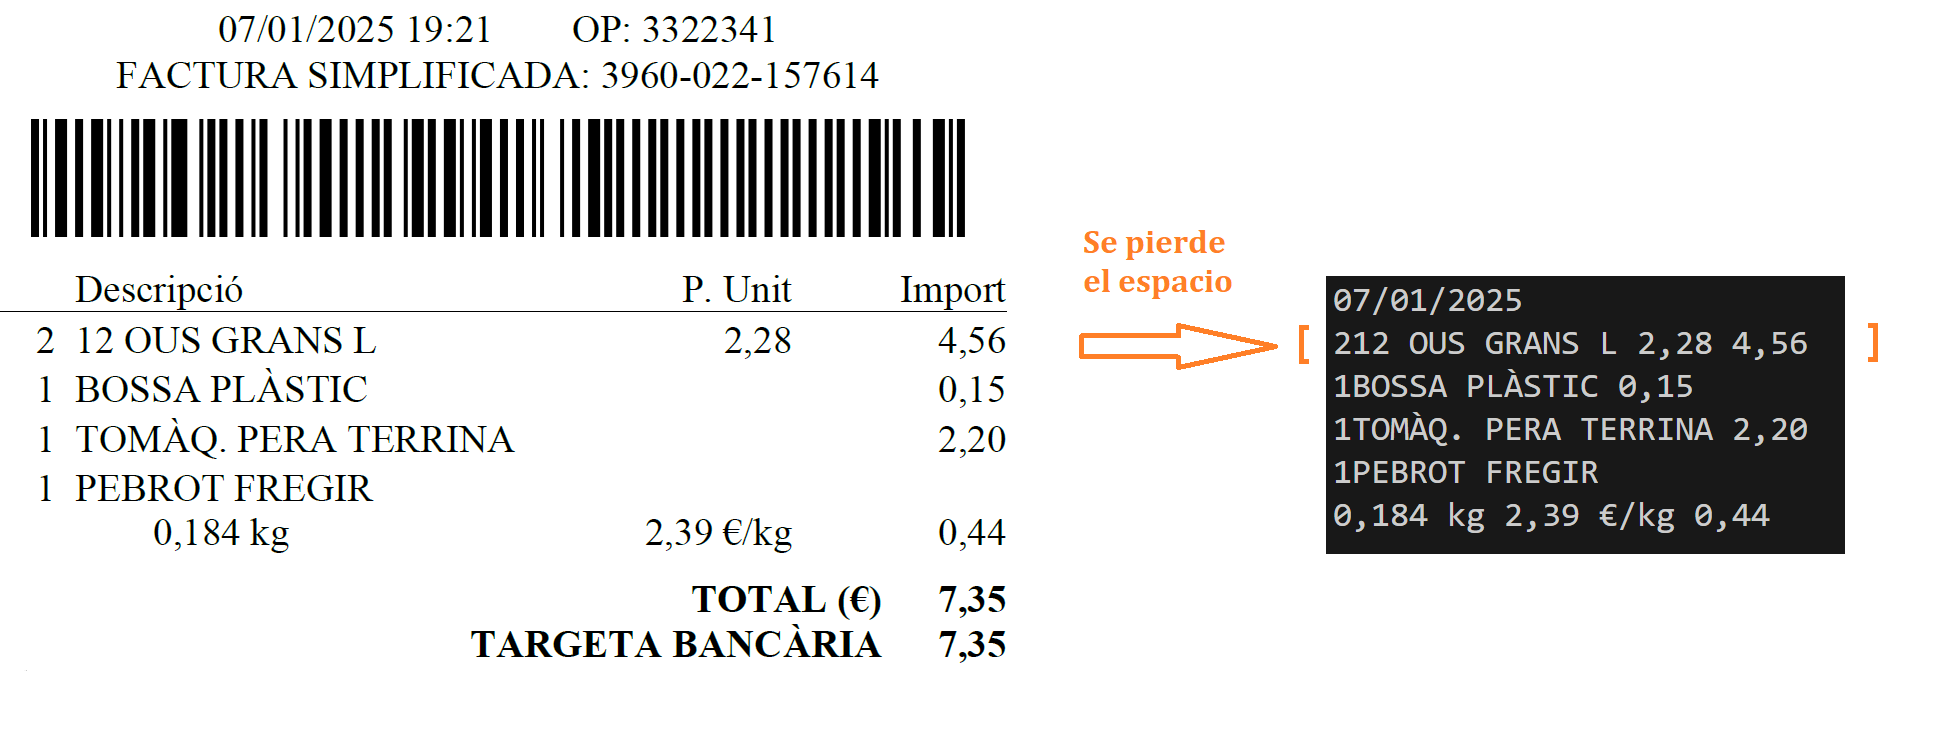 07/01/2025 19:21 OP: 3322341
FACTURA SIMPLIFICADA: 3960-022-157614
Descripció P. Unit Import
2 12 OUS GRANS L 2,28 4,56
1 BOSSA PLÀSTIC 0,15
1 TOMÀQ. PERA TERRINA 2,20
1 PEBROT FREGIR
0,184 kg 2,39 €/kg 0,44
TOTAL (€) 7,35
TARGETA BANCÀRIA 7,35
Se pierde
el espacio
[ ]
07/01/2025
212 OUS GRANS L 2,28 4,56
1BOSSA PLÀSTIC 0,15
1TOMÀQ. PERA TERRINA 2,20
1PEBROT FREGIR
0,184 kg 2,39 €/kg 0,44